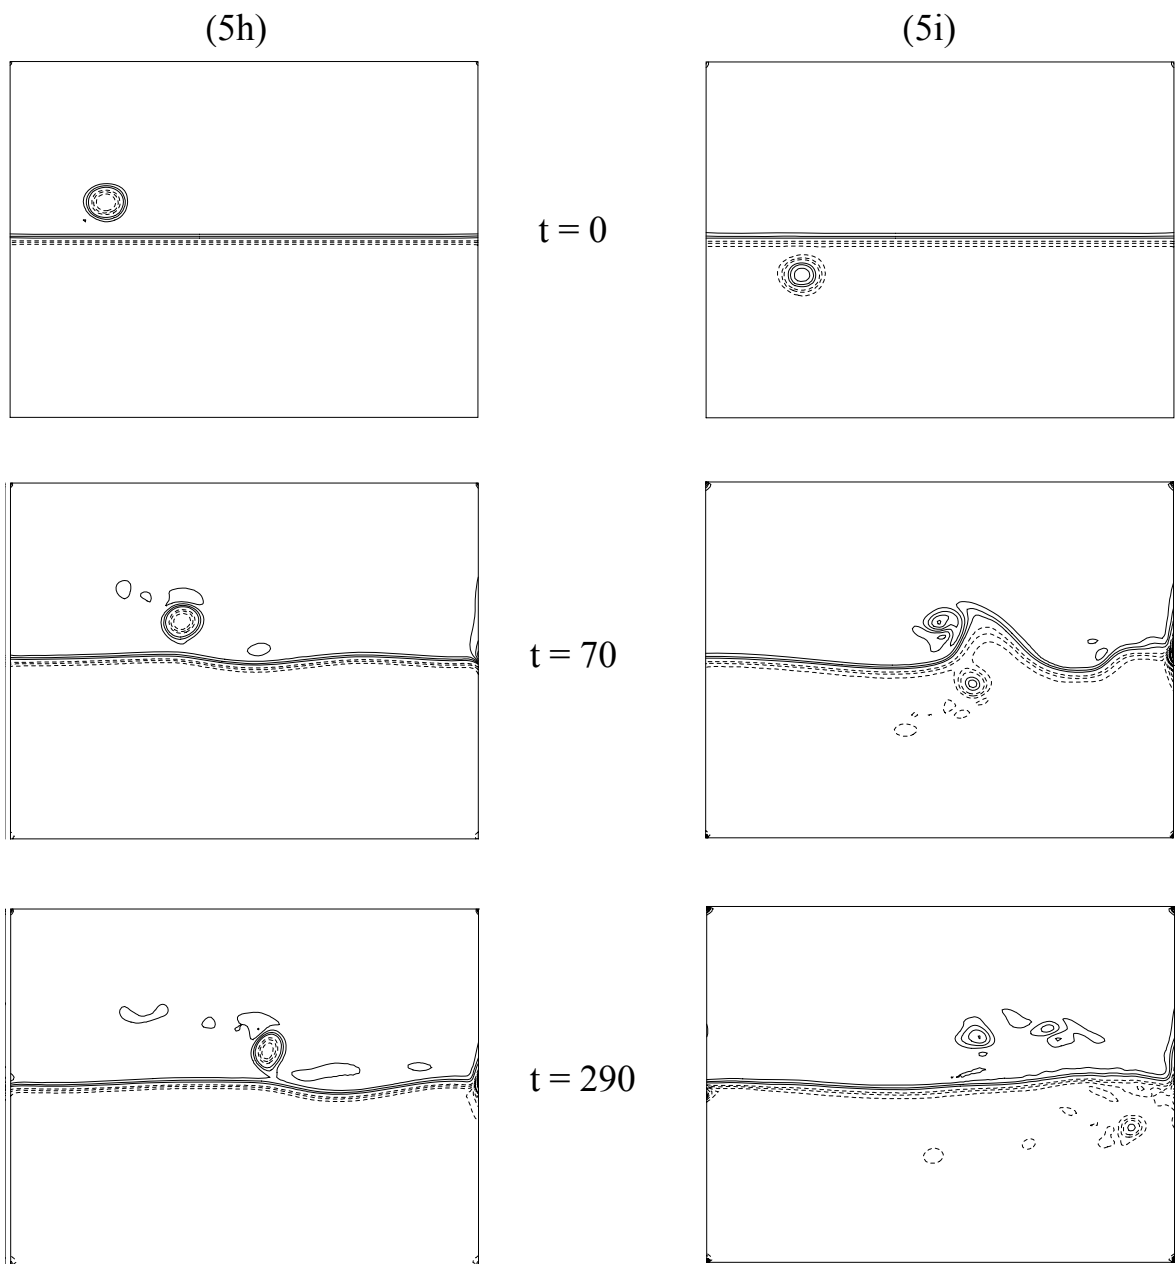 (5h) (5i)
t = 0
t = 70
t = 290